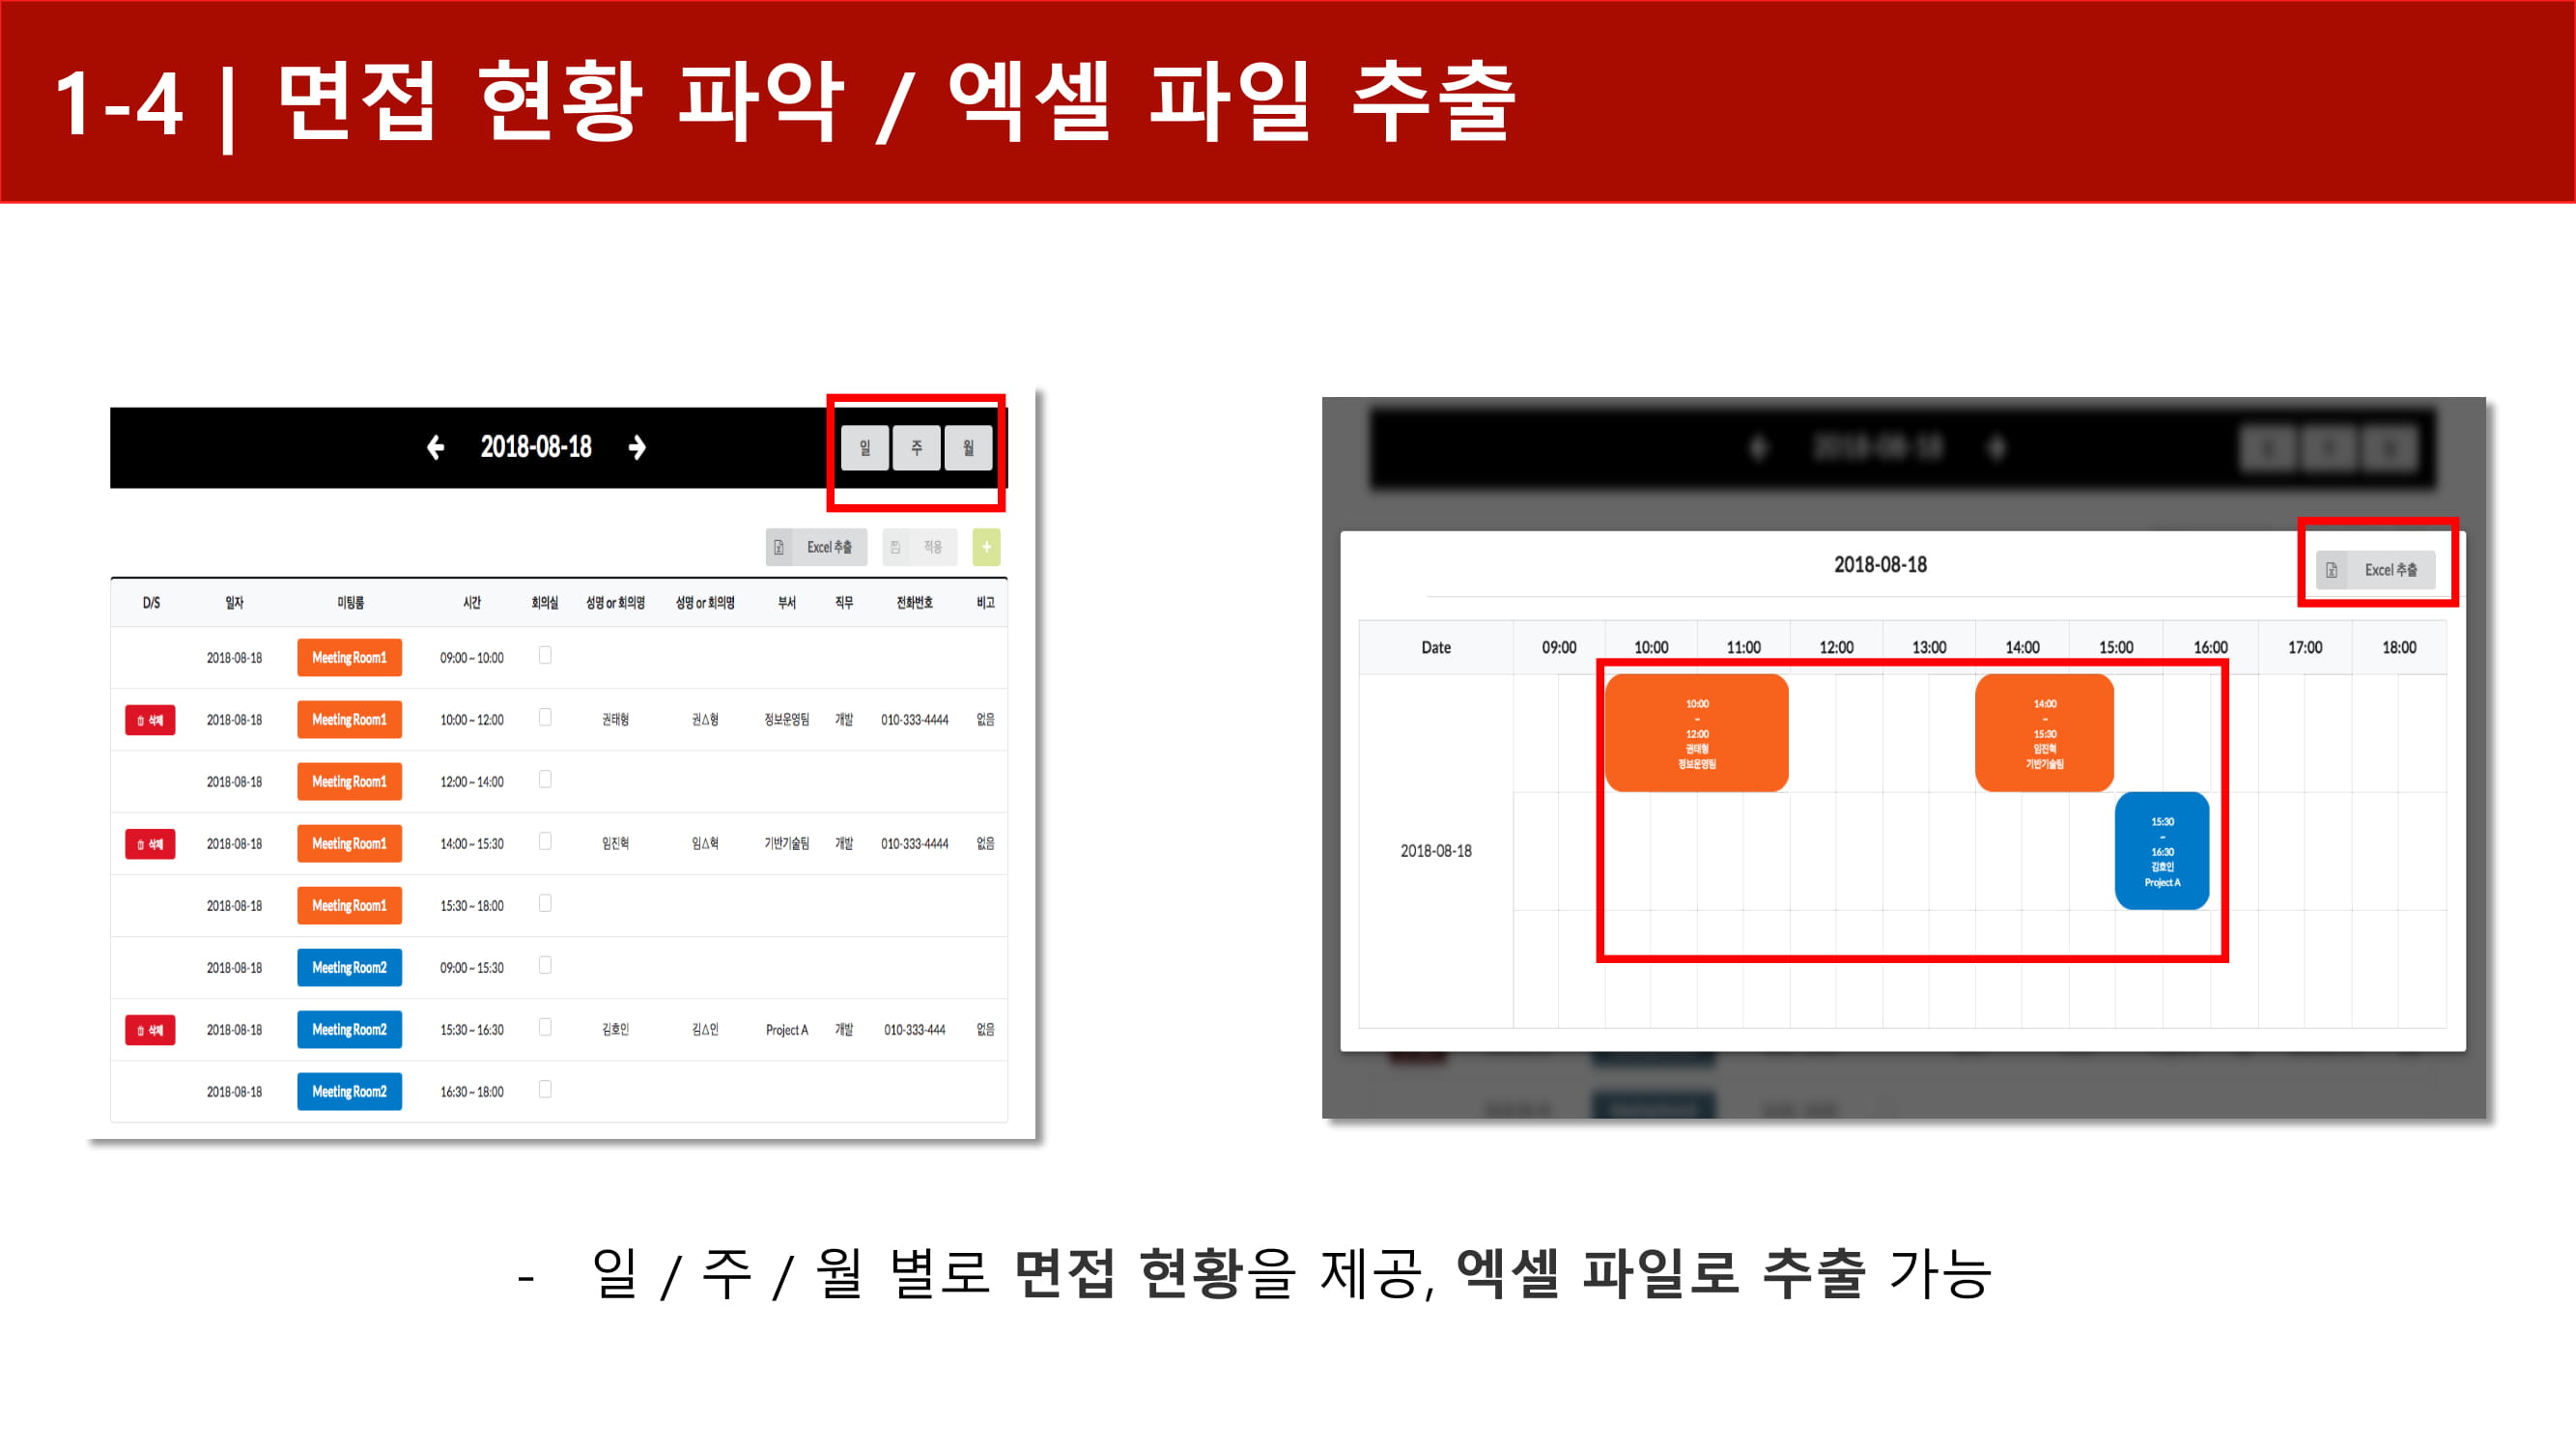 1-4 | 면접 현황 파악 / 엑셀 파일 추출
2018-08-18
일 주 월
Excel 추출 적용 +
D/S 일자 미팅룸 시간 회의실 성명 or 회의명 성명 or 회의명 부서 직무 전화번호 비고
2018-08-18 Meeting Room1 09:00 ~ 10:00
삭제 2018-08-18 Meeting Room1 10:00 ~ 12:00 권태형 권△형 정보운영팀 개발 010-333-4444 없음
2018-08-18 Meeting Room1 12:00 ~ 14:00
삭제 2018-08-18 Meeting Room1 14:00 ~ 15:30 임진혁 임△혁 기반기술팀 개발 010-333-4444 없음
2018-08-18 Meeting Room1 15:30 ~ 18:00
2018-08-18 Meeting Room2 09:00 ~ 15:30
삭제 2018-08-18 Meeting Room2 15:30 ~ 16:30 김호인 김△인 Project A 개발 010-333-444 없음
2018-08-18 Meeting Room2 16:30 ~ 18:00
2018-08-18
2018-08-18
Excel 추출
Date 09:00 10:00 11:00 12:00 13:00 14:00 15:00 16:00 17:00 18:00
10:00
~
12:00
권태형
정보운영팀
14:00
~
15:30
임진혁
기반기술팀
2018-08-18
15:30
~
16:30
김호인
Project A
- 일 / 주 / 월 별로 면접 현황을 제공, 엑셀 파일로 추출 가능